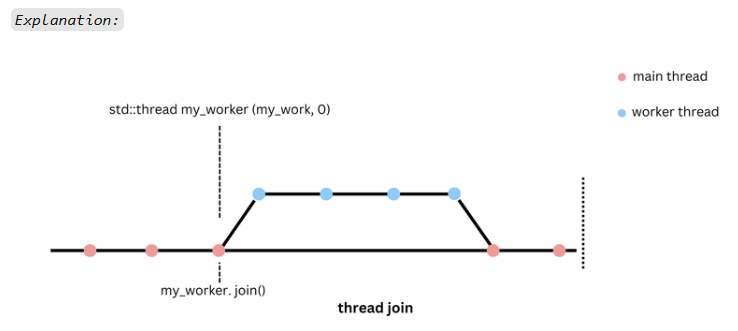 Explanation:
main thread
std::thread my_worker (my_work, 0)
worker thread
my_worker. join()
thread join